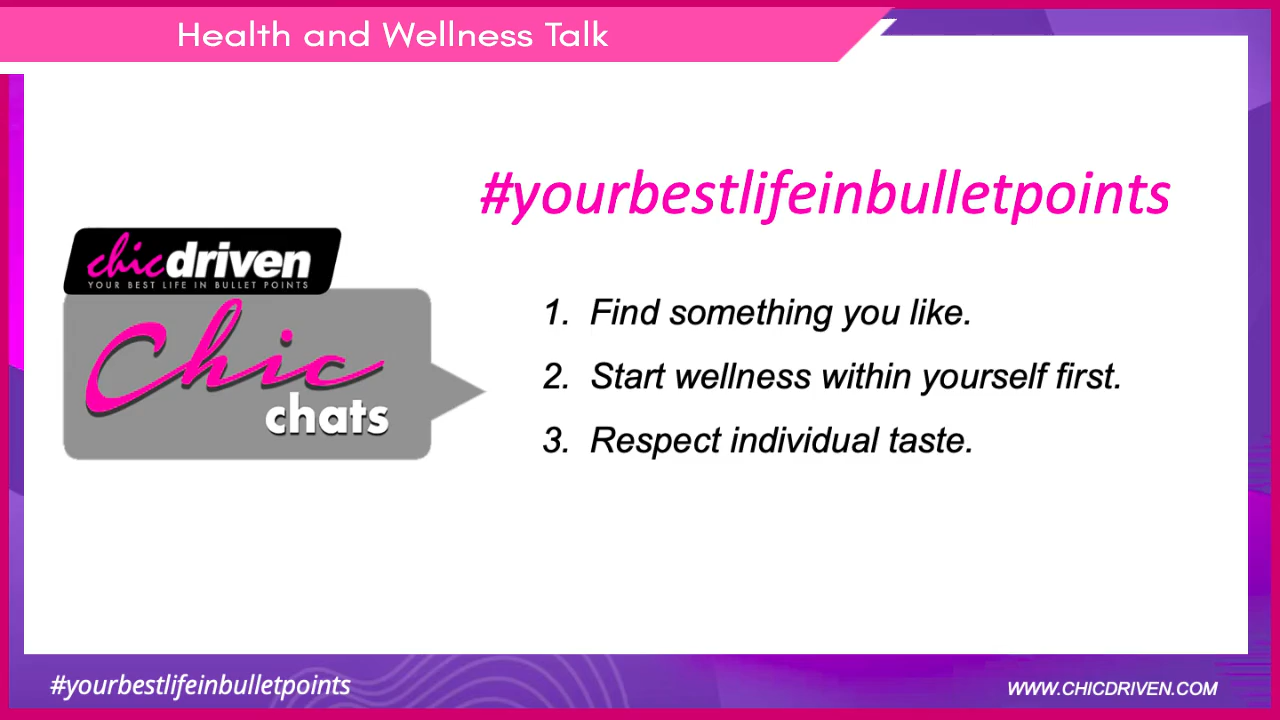 Health and Wellness Talk
#yourbestlifeinbulletpoints
chicdriven
YOUR BEST LIFE IN BULLET POINTS
Chic
chats
1. Find something you like.
2. Start wellness within yourself first.
3. Respect individual taste.
#yourbestlifeinbulletpoints
WWW.CHICDRIVEN.COM